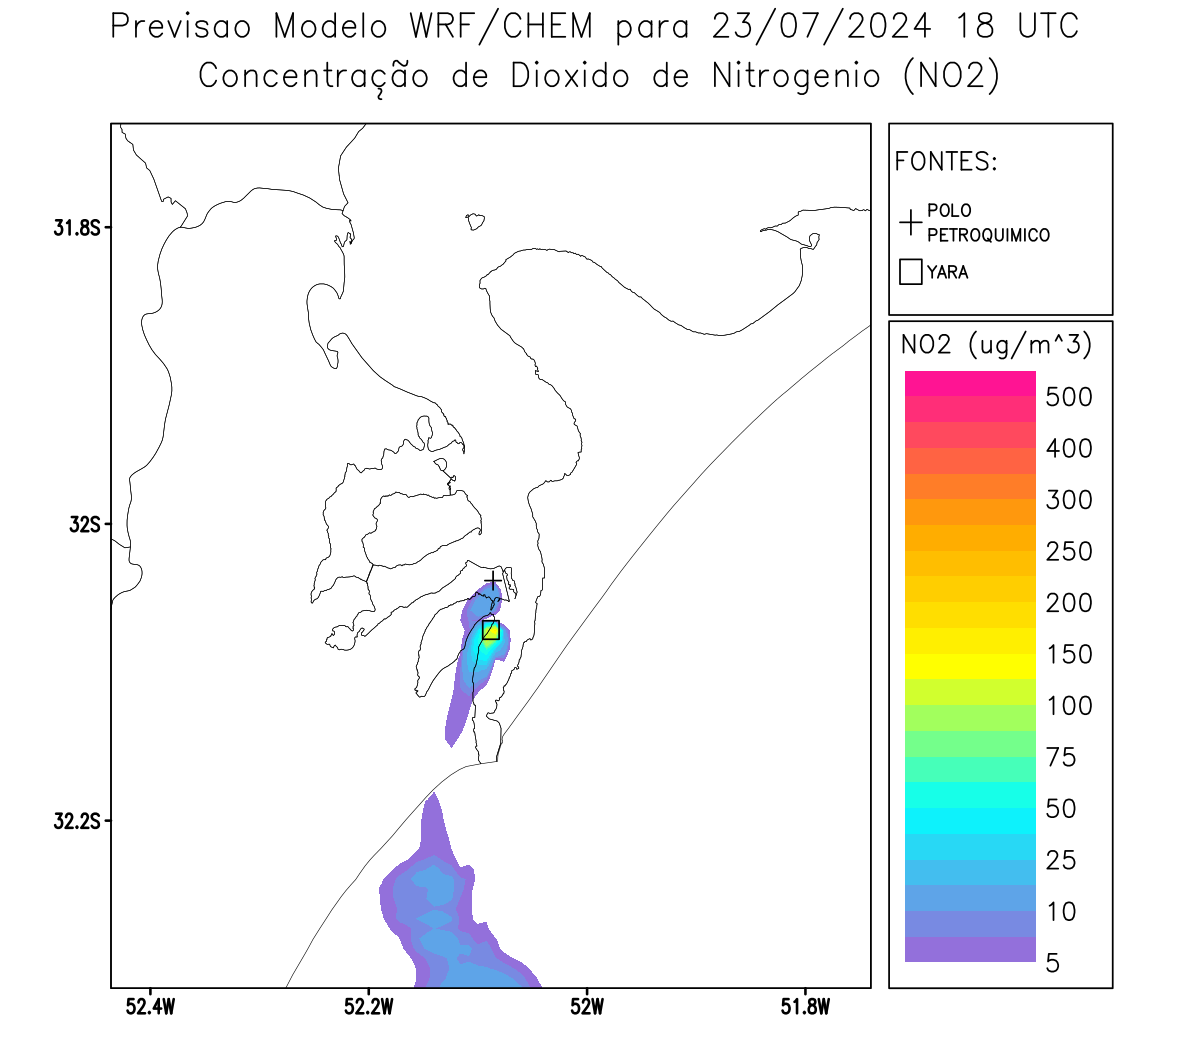 Previsao Modelo WRF/CHEM para 23/07/2024 18 UTC
Concentração de Dioxido de Nitrogenio (NO2)
FONTES:
POLO
PETROQUIMICO
YARA
NO2 (ug/m^3)
500
400
300
250
200
150
100
75
50
25
10
5
31.8S
32S
32.2S
52.4W
52.2W
52W
51.8W